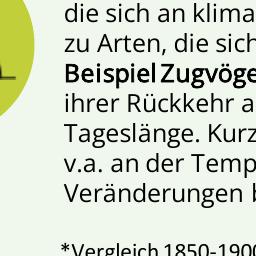 die sich an klima
zu Arten, die sich
Beispiel Zugvöge
ihrer Rückkehr a
Tageslänge. Kurz
v.a. an der Temp
Veränderungen b
*Vergleich 1850-1900